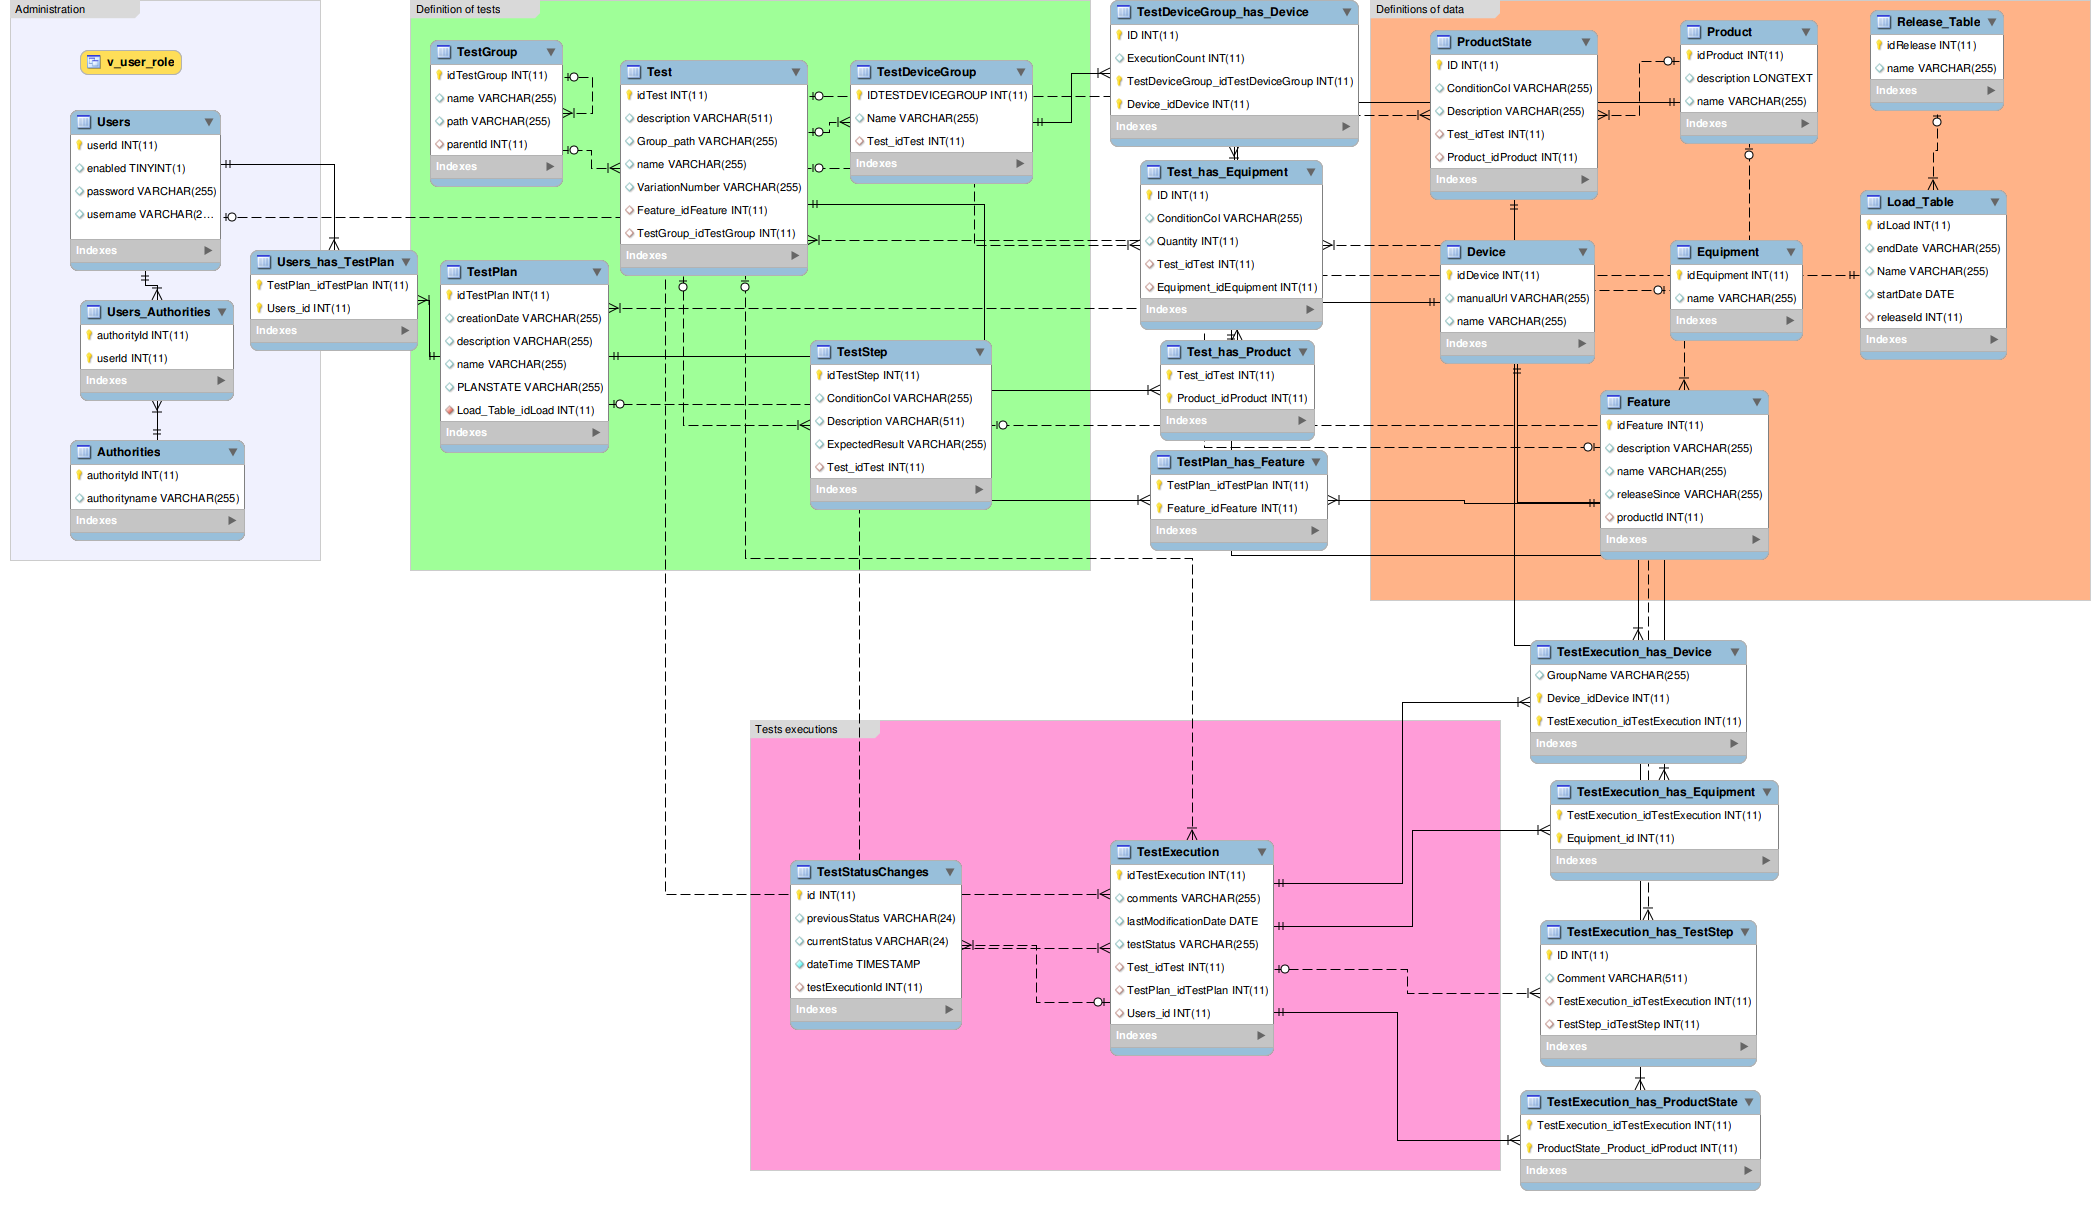 Administration
v_user_role
Users
userId INT(11)
enabled TINYINT(1)
password VARCHAR(255)
username VARCHAR(2...
Indexes
Users_has_TestPlan
TestPlan_idTestPlan INT(11)
Users_id INT(11)
Indexes
Users_Authorities
authorityId INT(11)
userId INT(11)
Indexes
Authorities
authorityId INT(11)
authorityname VARCHAR(255)
Indexes
Definition of tests
TestGroup
idTestGroup INT(11)
name VARCHAR(255)
path VARCHAR(255)
parentId INT(11)
Indexes
Test
idTest INT(11)
description VARCHAR(511)
Group_path VARCHAR(255)
name VARCHAR(255)
VariationNumber VARCHAR(255)
Feature_idFeature INT(11)
TestGroup_idTestGroup INT(11)
Indexes
TestDeviceGroup
IDTESTDEVICEGROUP INT(11)
Name VARCHAR(255)
Test_idTest INT(11)
Indexes
TestPlan
idTestPlan INT(11)
creationDate VARCHAR(255)
description VARCHAR(255)
name VARCHAR(255)
PLANSTATE VARCHAR(255)
Load_Table_idLoad INT(11)
Indexes
TestStep
idTestStep INT(11)
ConditionCol VARCHAR(255)
Description VARCHAR(511)
ExpectedResult VARCHAR(255)
Test_idTest INT(11)
Indexes
TestDeviceGroup_has_Device
ID INT(11)
ExecutionCount INT(11)
TestDeviceGroup_idTestDeviceGroup INT(11)
Device_idDevice INT(11)
Indexes
Test_has_Equipment
ID INT(11)
ConditionCol VARCHAR(255)
Quantity INT(11)
Test_idTest INT(11)
Equipment_idEquipment INT(11)
Indexes
Test_has_Product
Test_idTest INT(11)
Product_idProduct INT(11)
Indexes
TestPlan_has_Feature
TestPlan_idTestPlan INT(11)
Feature_idFeature INT(11)
Indexes
Definitions of data
ProductState
ID INT(11)
ConditionCol VARCHAR(255)
Description VARCHAR(255)
Test_idTest INT(11)
Product_idProduct INT(11)
Indexes
Product
idProduct INT(11)
description LONGTEXT
name VARCHAR(255)
Indexes
Release_Table
idRelease INT(11)
name VARCHAR(255)
Indexes
Load_Table
idLoad INT(11)
endDate VARCHAR(255)
Name VARCHAR(255)
startDate DATE
releaseId INT(11)
Indexes
Device
idDevice INT(11)
manualUrl VARCHAR(255)
name VARCHAR(255)
Indexes
Equipment
idEquipment INT(11)
name VARCHAR(255)
Indexes
Feature
idFeature INT(11)
description VARCHAR(255)
name VARCHAR(255)
releaseSince VARCHAR(255)
productId INT(11)
Indexes
Tests executions
TestStatusChanges
id INT(11)
previousStatus VARCHAR(24)
currentStatus VARCHAR(24)
dateTime TIMESTAMP
testExecutionId INT(11)
Indexes
TestExecution
idTestExecution INT(11)
comments VARCHAR(255)
lastModificationDate DATE
testStatus VARCHAR(255)
Test_idTest INT(11)
TestPlan_idTestPlan INT(11)
Users_id INT(11)
Indexes
TestExecution_has_Device
GroupName VARCHAR(255)
Device_idDevice INT(11)
TestExecution_idTestExecution INT(11)
Indexes
TestExecution_has_Equipment
TestExecution_idTestExecution INT(11)
Equipment_id INT(11)
Indexes
TestExecution_has_TestStep
ID INT(11)
Comment VARCHAR(511)
TestExecution_idTestExecution INT(11)
TestStep_idTestStep INT(11)
Indexes
TestExecution_has_ProductState
TestExecution_idTestExecution INT(11)
ProductState_Product_idProduct INT(11)
Indexes